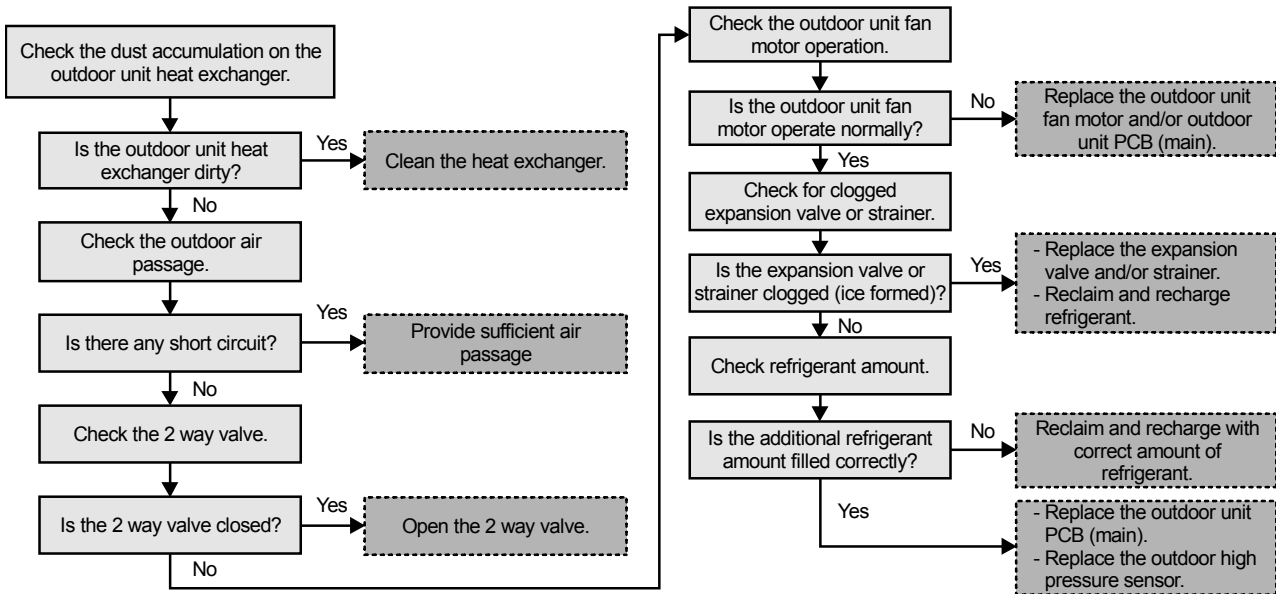 Check the dust accumulation on the
outdoor unit heat exchanger.
Is the outdoor unit heat
exchanger dirty?
Yes
Clean the heat exchanger.
No
Check the outdoor air
passage.
Is there any short circuit?
Yes
Provide sufficient air
passage
No
Check the 2 way valve.
Is the 2 way valve closed?
Yes
Open the 2 way valve.
No
Check the outdoor unit fan
motor operation.
Is the outdoor unit fan
motor operate normally?
No
Replace the outdoor unit
fan motor and/or outdoor
unit PCB (main).
Yes
Check for clogged
expansion valve or strainer.
Is the expansion valve or
strainer clogged (ice formed)?
Yes
- Replace the expansion
valve and/or strainer.
- Reclaim and recharge
refrigerant.
No
Check refrigerant amount.
Is the additional refrigerant
amount filled correctly?
No
Reclaim and recharge with
correct amount of
refrigerant.
Yes
- Replace the outdoor unit
PCB (main).
- Replace the outdoor high
pressure sensor.